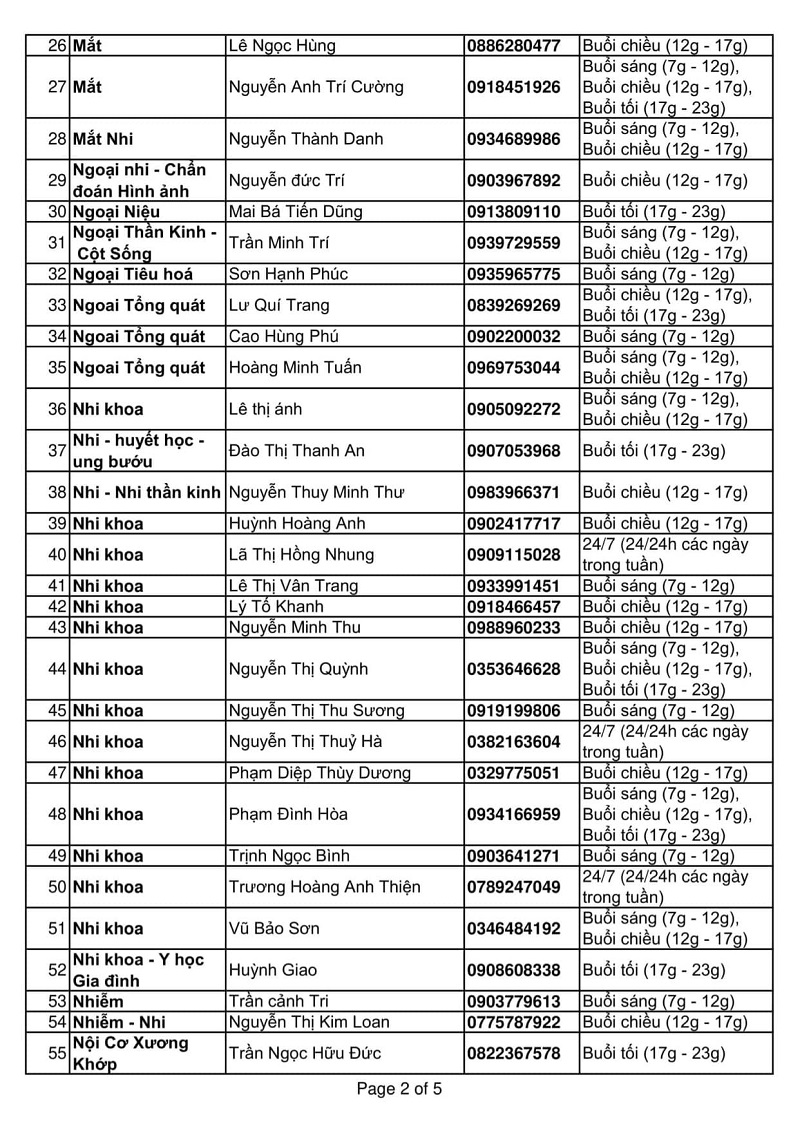 26 Mắt Lê Ngọc Hùng 0886280477 Buổi chiều (12g - 17g)
27 Mắt Nguyễn Anh Trí Cường 0918451926 Buổi sáng (7g - 12g),
Buổi chiều (12g - 17g),
Buổi tối (17g - 23g)
28 Mắt Nhi Nguyễn Thành Danh 0934689986 Buổi sáng (7g - 12g),
Buổi chiều (12g - 17g)
29 Ngoại nhi - Chẩn
đoán Hình ảnh Nguyễn đức Trí 0903967892 Buổi chiều (12g - 17g)
30 Ngoại Niệu Mai Bá Tiến Dũng 0913809110 Buổi tối (17g - 23g)
31 Ngoại Thần Kinh -
Cột Sống Trần Minh Trí 0939729559 Buổi sáng (7g - 12g),
Buổi chiều (12g - 17g)
32 Ngoại Tiêu hoá Sơn Hạnh Phúc 0935965775 Buổi sáng (7g - 12g)
33 Ngoai Tổng quát Lư Quí Trang 0839269269 Buổi chiều (12g - 17g),
Buổi tối (17g - 23g)
34 Ngoai Tổng quát Cao Hùng Phú 0902200032 Buổi sáng (7g - 12g)
35 Ngoai Tổng quát Hoàng Minh Tuấn 0969753044 Buổi sáng (7g - 12g),
Buổi chiều (12g - 17g)
36 Nhi khoa Lê thị ánh 0905092272 Buổi sáng (7g - 12g),
Buổi chiều (12g - 17g)
37 Nhi - huyết học -
ung bướu Đào Thị Thanh An 0907053968 Buổi tối (17g - 23g)
38 Nhi - Nhi thần kinh Nguyễn Thuy Minh Thư 0983966371 Buổi chiều (12g - 17g)
39 Nhi khoa Huỳnh Hoàng Anh 0902417717 Buổi chiều (12g - 17g)
40 Nhi khoa Lã Thị Hồng Nhung 0909115028 24/7 (24/24h các ngày
trong tuần)
41 Nhi khoa Lê Thị Vân Trang 0933991451 Buổi sáng (7g - 12g)
42 Nhi khoa Lý Tố Khanh 0918466457 Buổi chiều (12g - 17g)
43 Nhi khoa Nguyễn Minh Thu 0988960233 Buổi chiều (12g - 17g)
44 Nhi khoa Nguyễn Thị Quỳnh 0353646628 Buổi sáng (7g - 12g),
Buổi chiều (12g - 17g),
Buổi tối (17g - 23g)
45 Nhi khoa Nguyễn Thị Thu Sương 0919199806 Buổi sáng (7g - 12g)
46 Nhi khoa Nguyễn Thị Thuỷ Hà 0382163604 24/7 (24/24h các ngày
trong tuần)
47 Nhi khoa Phạm Diệp Thùy Dương 0329775051 Buổi chiều (12g - 17g)
48 Nhi khoa Phạm Đình Hòa 0934166959 Buổi sáng (7g - 12g),
Buổi chiều (12g - 17g),
Buổi tối (17g - 23g)
49 Nhi khoa Trịnh Ngọc Bình 0903641271 Buổi sáng (7g - 12g)
50 Nhi khoa Trương Hoàng Anh Thiện 0789247049 24/7 (24/24h các ngày
trong tuần)
51 Nhi khoa Vũ Bảo Sơn 0346484192 Buổi sáng (7g - 12g),
Buổi chiều (12g - 17g)
52 Nhi khoa - Y học
Gia đình Huỳnh Giao 0908608338 Buổi tối (17g - 23g)
53 Nhiễm Trần cảnh Tri 0903779613 Buổi sáng (7g - 12g)
54 Nhiễm - Nhi Nguyễn Thị Kim Loan 0775787922 Buổi chiều (12g - 17g)
55 Nội Cơ Xương
Khớp Trần Ngọc Hữu Đức 0822367578 Buổi tối (17g - 23g)
Page 2 of 5